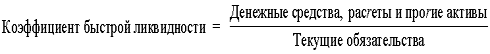 Коэффициент быстрой ликвидности = Денежные средства, расчеты и прочие активы
Текущие обязательства